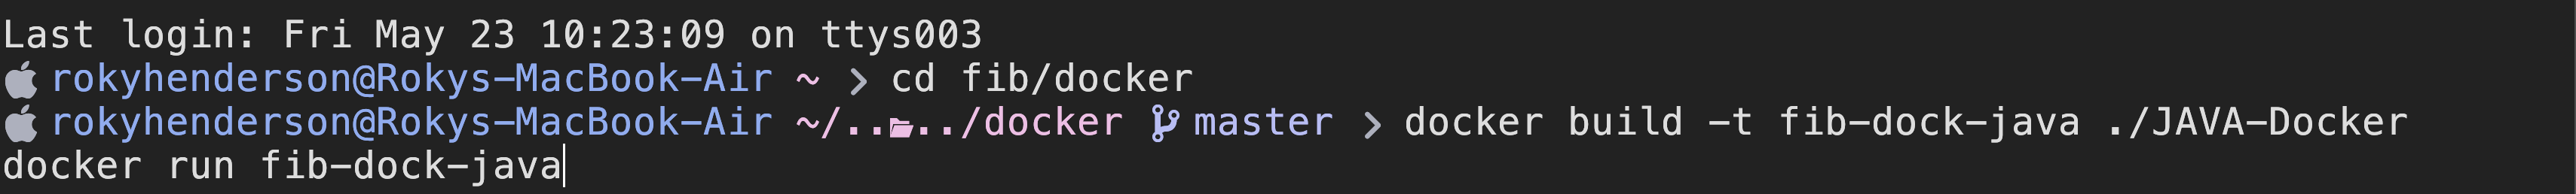 Last login: Fri May 23 10:23:09 on ttys003
rokyhenderson@Rokys-MacBook-Air ~ > cd fib/docker
rokyhenderson@Rokys-MacBook-Air ~/..../docker master > docker build -t fib-dock-java ./JAVA-Docker
docker run fib-dock-java